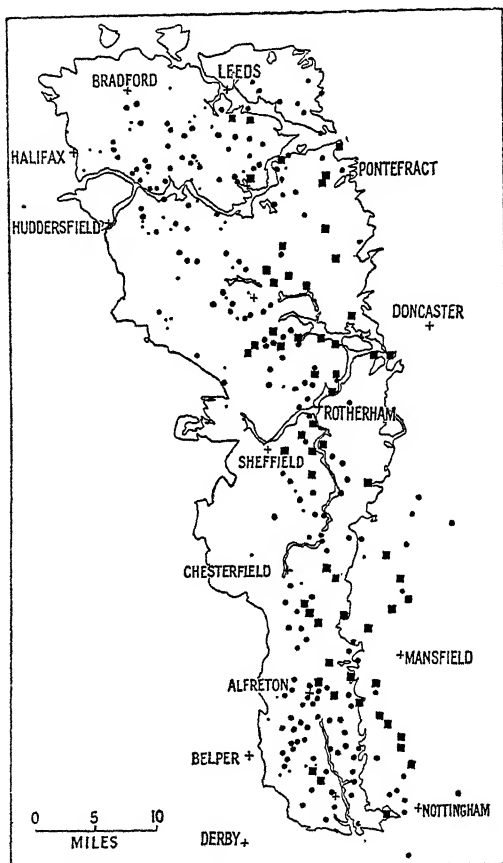 LEEDS
BRADFORD
HALIFAX
PONTEFRACT
HUDDERSFIELD
DONCASTER
ROTHERHAM
SHEFFIELD
CHESTERFIELD
MANSFIELD
ALFRETON
BELPER
NOTTINGHAM
0 5 10
MILES
DERBY